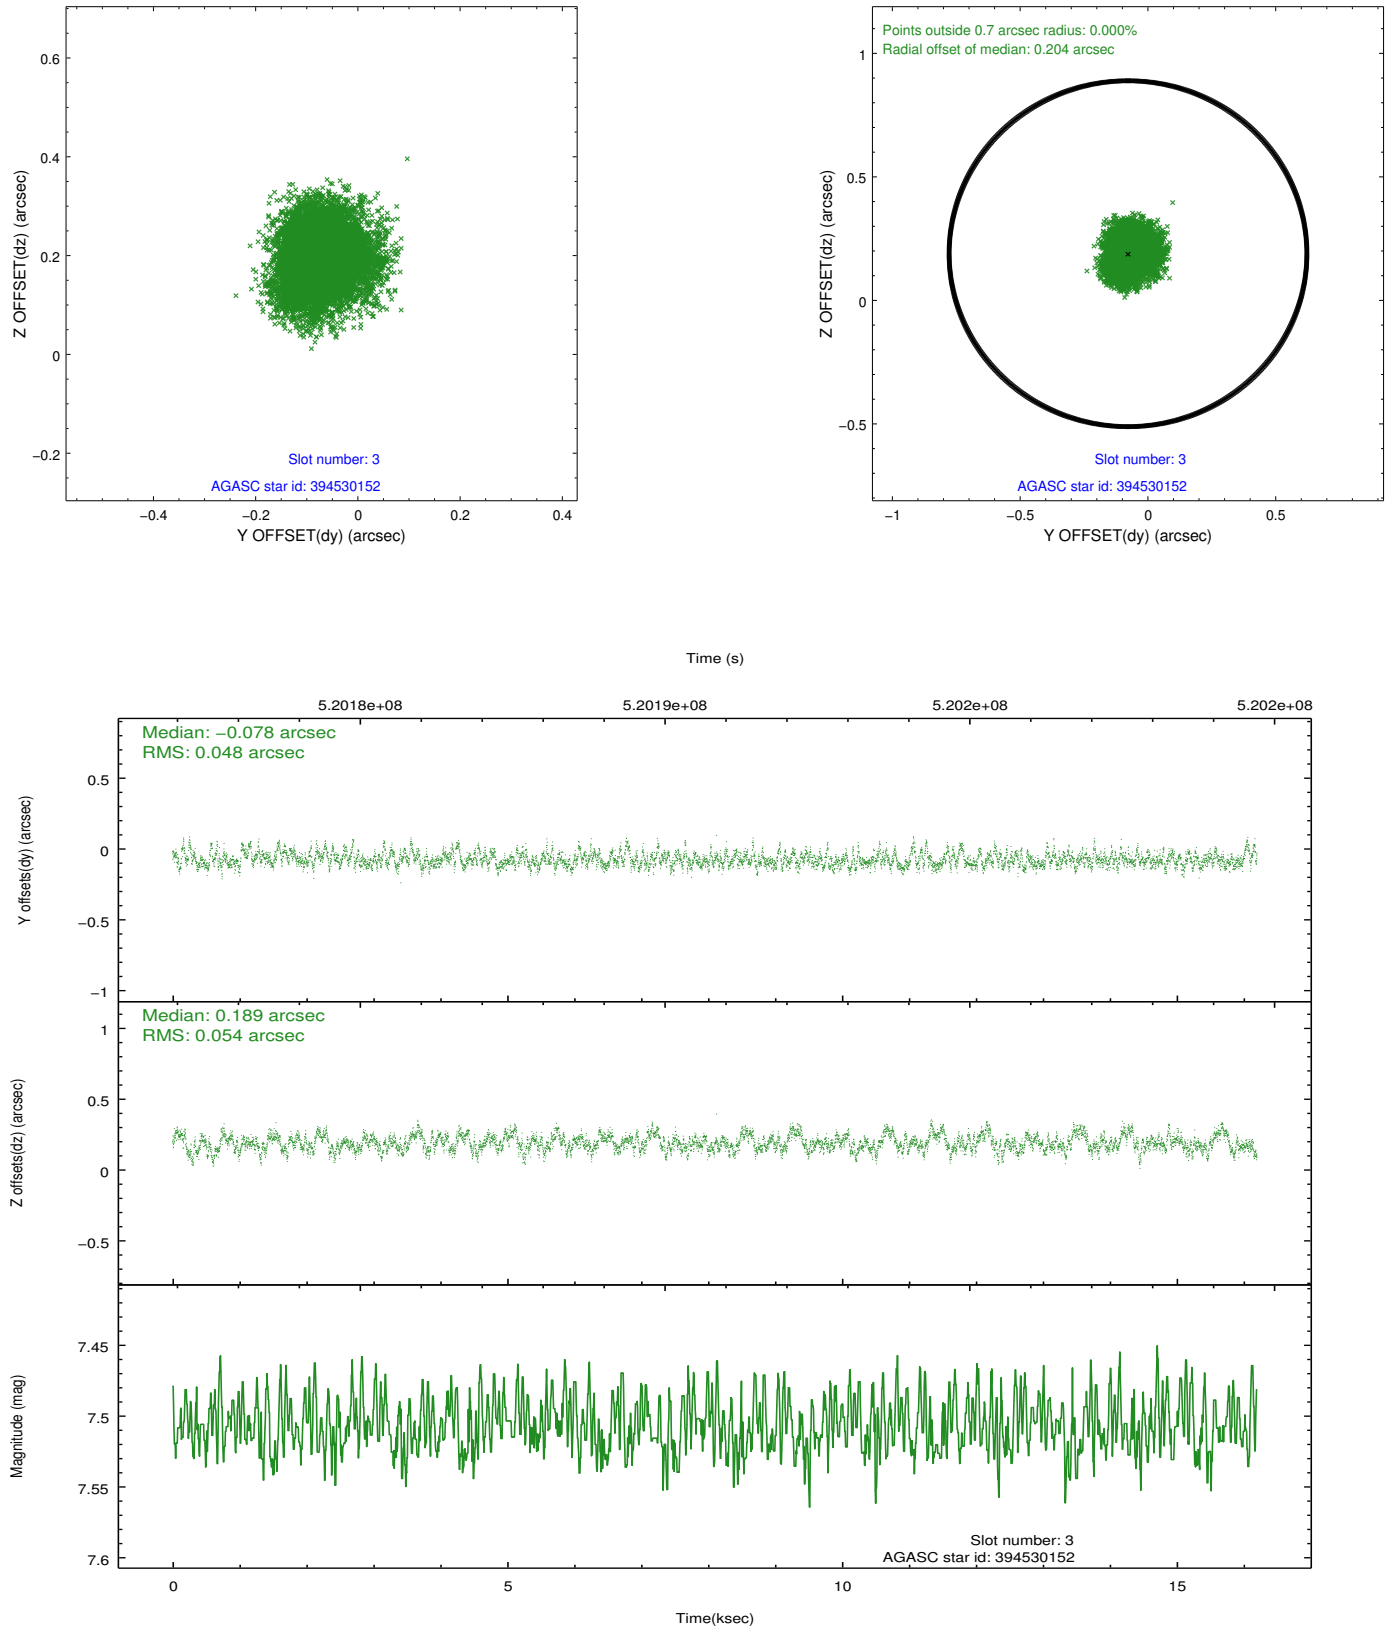 0.6
0.4
0.2
0
−0.2
Z OFFSET(dz) (arcsec)
Slot number: 3
AGASC star id: 394530152
−0.4 −0.2 0 0.2 0.4
Y OFFSET(dy) (arcsec)
Points outside 0.7 arcsec radius: 0.000%
Radial offset of median: 0.204 arcsec
1
0.5
0
−0.5
Z OFFSET(dz) (arcsec)
Slot number: 3
AGASC star id: 394530152
−1 −0.5 0 0.5
Y OFFSET(dy) (arcsec)
Time (s)
5.2018e+08 5.2019e+08 5.202e+08 5.202e+08
Median: −0.078 arcsec
RMS: 0.048 arcsec
0.5
0
−0.5
−1
Y offsets(dy) (arcsec)
Median: 0.189 arcsec
RMS: 0.054 arcsec
1
0.5
0
−0.5
Z offsets(dz) (arcsec)
7.45
7.5
7.55
7.6
Magnitude (mag)
Slot number: 3
AGASC star id: 394530152
0 5 10 15
Time(ksec)